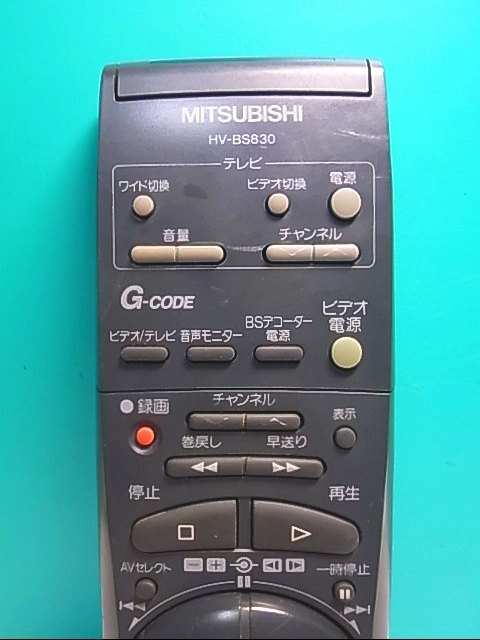 MITSUBISHI
HV-BS830
テレビ
ワイド切換 ビデオ切換 電源
音量 チャンネル
G-CODE
ビデオ/テレビ 音声モニター BSデコーター電源 ビデオ電源
録画 チャンネル 表示
巻戻し 早送り
停止 再生
AVセレクト 一時停止